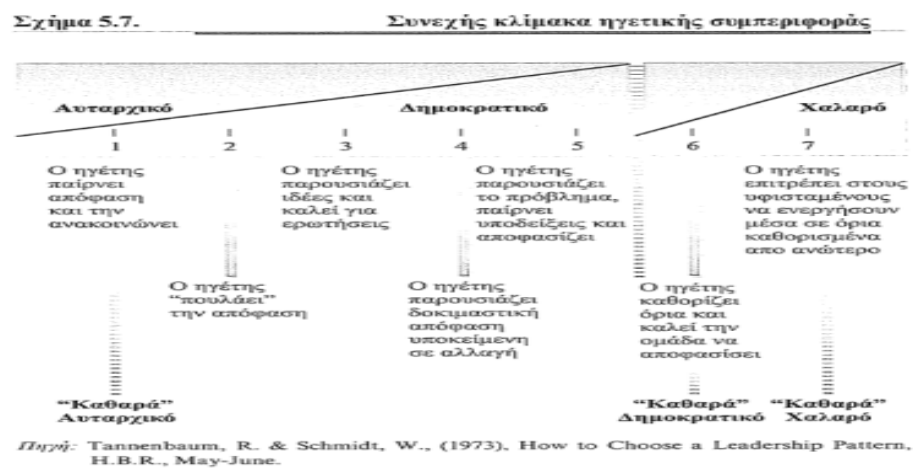 Σχήμα 5.7. Συνεχής κλίμακα ηγετικής συμπεριφοράς
Αυταρχικό Δημοκρατικό Χαλαρό
1 2 3 4 5 6 7
Ο ηγέτης
παίρνει
απόφαση
και την
ανακοινώνει
Ο ηγέτης
“πουλάει”
την απόφαση
Ο ηγέτης
παρουσιάζει
ιδέες και
καλεί για
ερωτήσεις
Ο ηγέτης
παρουσιάζει
δοκιμαστική
απόφαση
υποκείμενη
σε αλλαγή
Ο ηγέτης
παρουσιάζει
το πρόβλημα,
παίρνει
υποδείξεις και
αποφασίζει
Ο ηγέτης
καθορίζει
όρια και
καλεί την
ομάδα να
αποφασίσει
Ο ηγέτης
επιτρέπει στους
υφισταμένους
να ενεργήσουν
μέσα σε όρια
καθορισμένα
απο ανώτερο
“Καθαρά”
Αυταρχικό
“Καθαρά”
Δημοκρατικό
“Καθαρά”
Χαλαρό
Πηγή: Tannenbaum, R. & Schmidt, W., (1973), How to Choose a Leadership Pattern,
H.B.R., May-June.